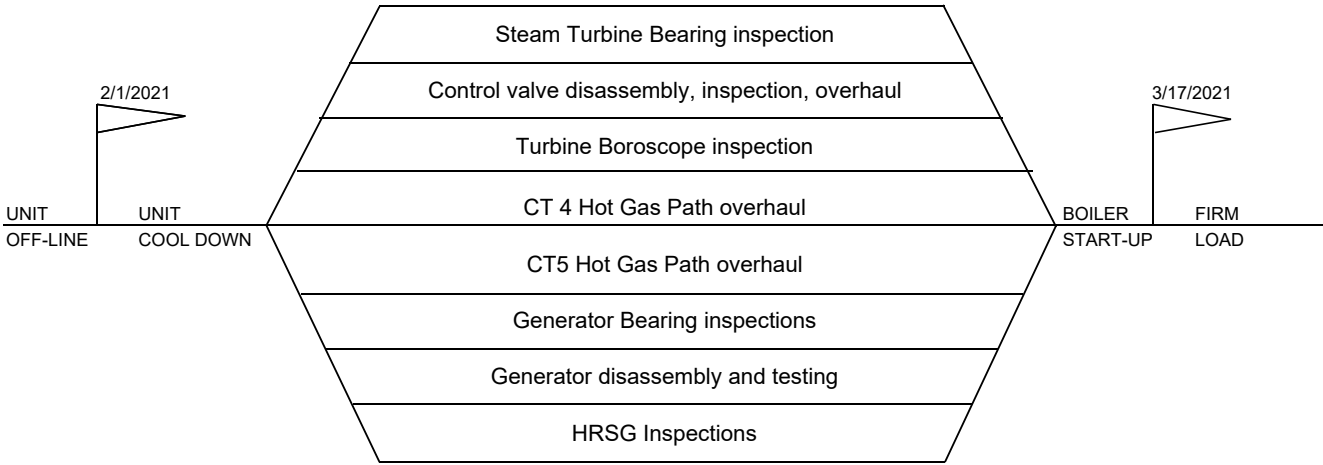 Steam Turbine Bearing inspection
Control valve disassembly, inspection, overhaul
2/1/2021
3/17/2021
Turbine Boroscope inspection
CT 4 Hot Gas Path overhaul
UNIT
OFF-LINE
UNIT
COOL DOWN
BOILER
START-UP
FIRM
LOAD
CT5 Hot Gas Path overhaul
Generator Bearing inspections
Generator disassembly and testing
HRSG Inspections